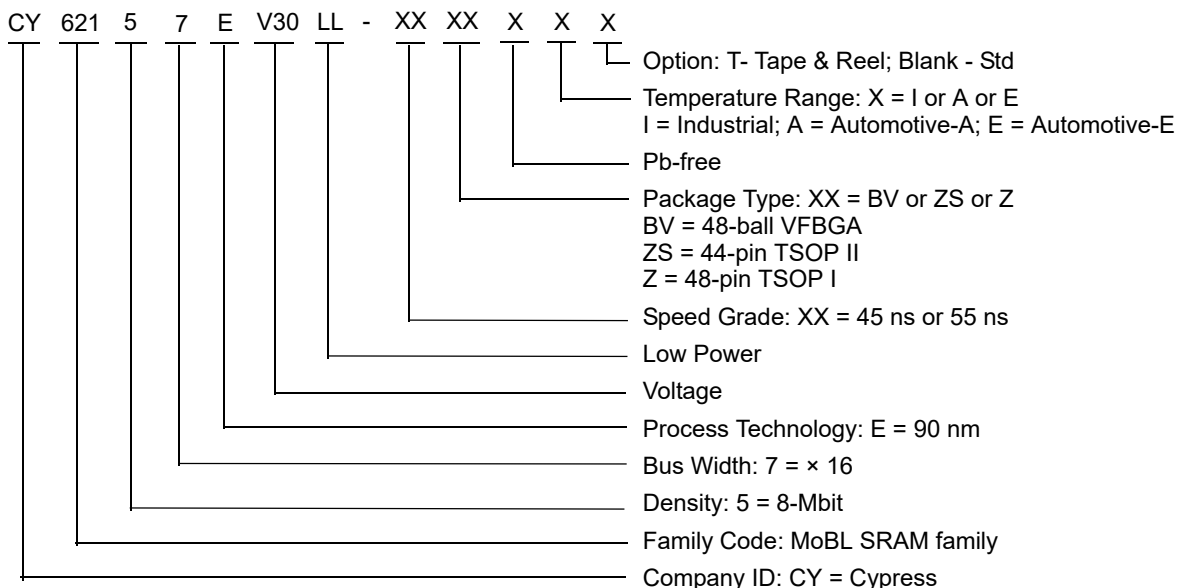 CY 621 5 7 E V30 LL - XX XX X X X
Option: T- Tape & Reel; Blank - Std
Temperature Range: X = I or A or E
I = Industrial; A = Automotive-A; E = Automotive-E
Pb-free
Package Type: XX = BV or ZS or Z
BV = 48-ball VFBGA
ZS = 44-pin TSOP II
Z = 48-pin TSOP I
Speed Grade: XX = 45 ns or 55 ns
Low Power
Voltage
Process Technology: E = 90 nm
Bus Width: 7 = × 16
Density: 5 = 8-Mbit
Family Code: MoBL SRAM family
Company ID: CY = Cypress